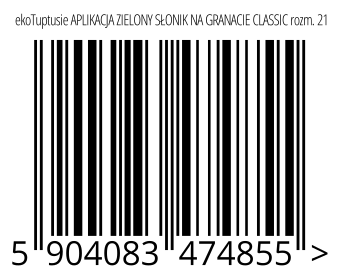 ekoTuptusie APLIKACJA ZIELONY SŁONIK NA GRANACIE CLASSIC rozm. 21
5 904083 474855 >